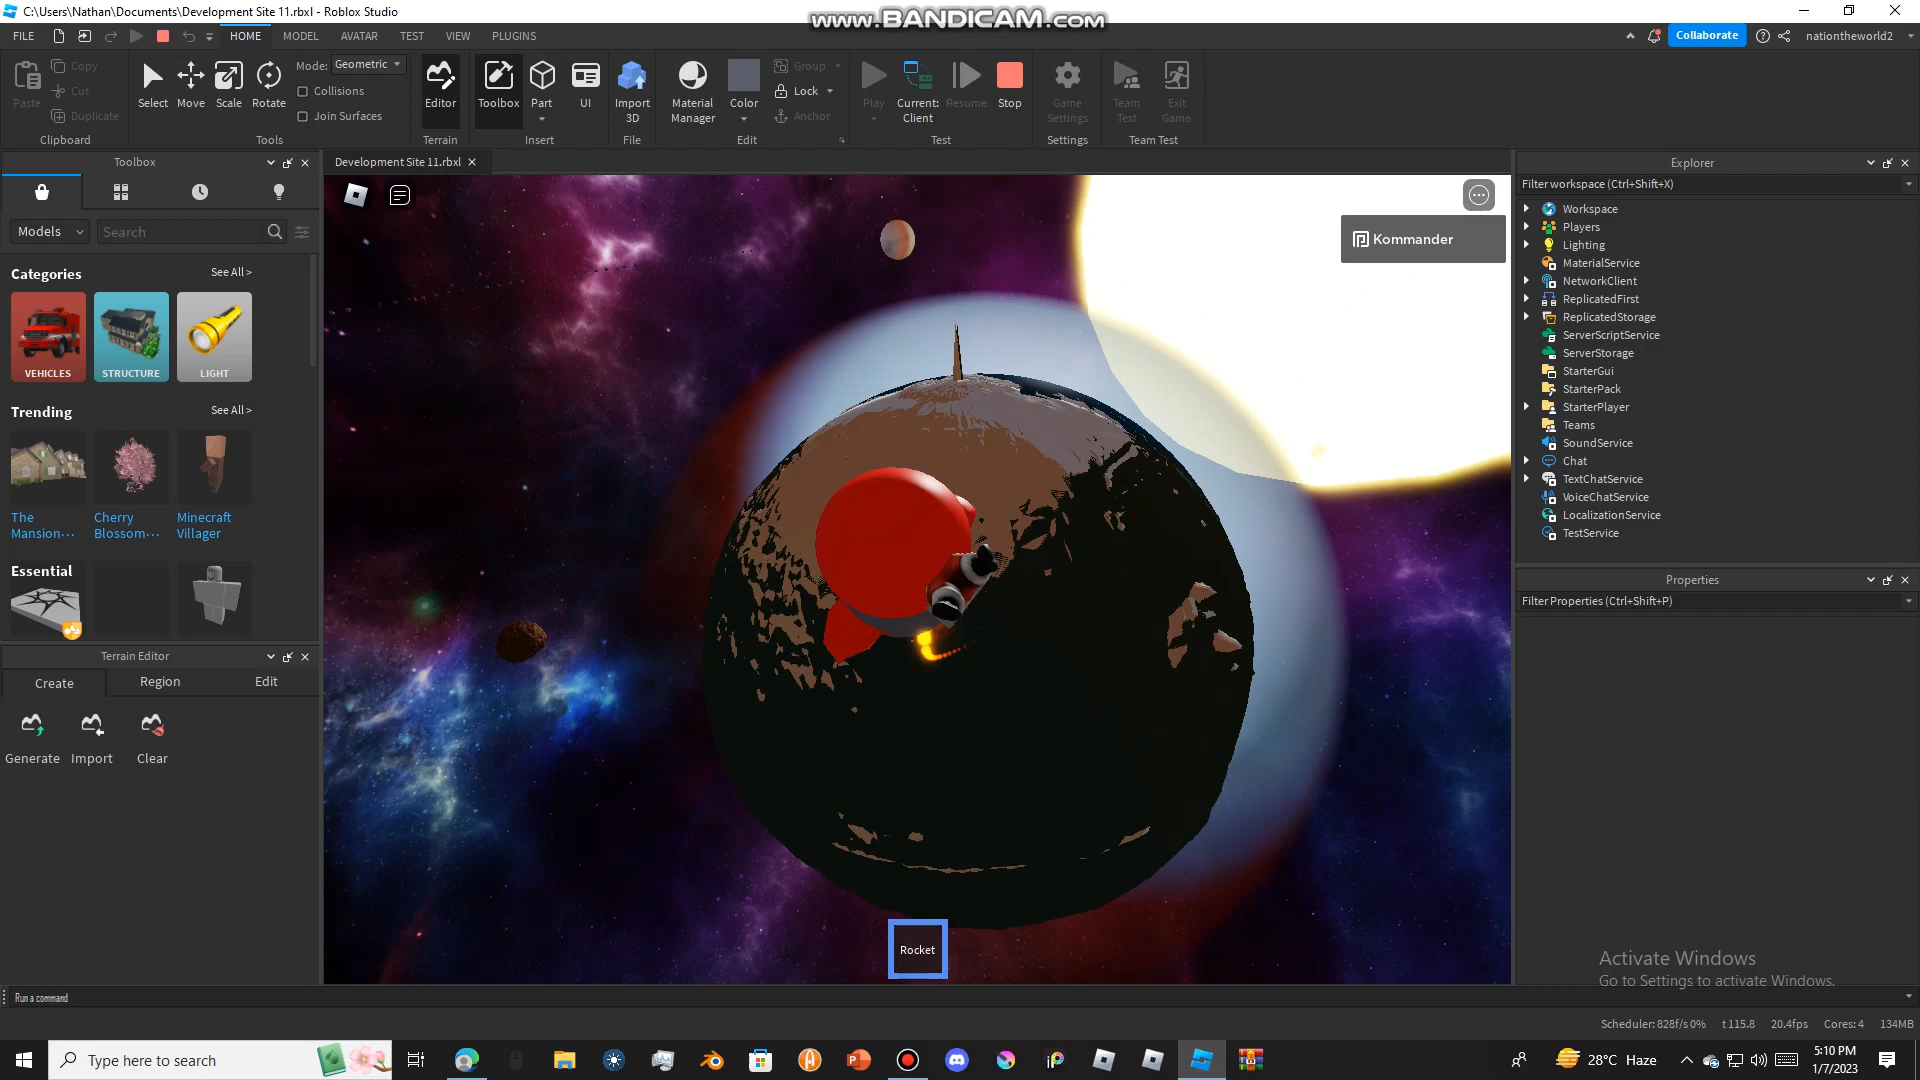 C:\Users\Nathan\Documents\Development Site 11.rbxl - Roblox Studio
www.BANDICAM.com
FILE HOME MODEL AVATAR TEST VIEW PLUGINS
Collaborate nationtheworld2
Paste
Copy
Cut
Duplicate
Clipboard
Select Move Scale Rotate
Mode: Geometric
Collisions
Join Surfaces
Tools
Editor
Terrain
Toolbox Part UI
Insert
Import 3D
File
Material Manager
Color
Group
Lock
Anchor
Edit
Play Current: Client Resume Stop
Test
Game Settings
Settings
Team Test
Exit Game
Team Test
Toolbox
Models Search
Categories See All >
VEHICLES STRUCTURE LIGHT
Trending See All >
The Mansion··· Cherry Blossom··· Minecraft Villager
Essential
Terrain Editor
Create Region Edit
Generate Import Clear
Development Site 11.rbxl
Kommander
Rocket
Explorer
Filter workspace (Ctrl+Shift+X)
Workspace
Players
Lighting
MaterialService
NetworkClient
ReplicatedFirst
ReplicatedStorage
ServerScriptService
ServerStorage
StarterGui
StarterPack
StarterPlayer
Teams
SoundService
Chat
TextChatService
VoiceChatService
LocalizationService
TestService
Properties
Filter Properties (Ctrl+Shift+P)
Activate Windows
Go to Settings to activate Windows.
Run a command
Scheduler: 828f/s 0% t 115.8 20.4fps Cores: 4 134MB
Type here to search
28°C Haze
5:10 PM
1/7/2023